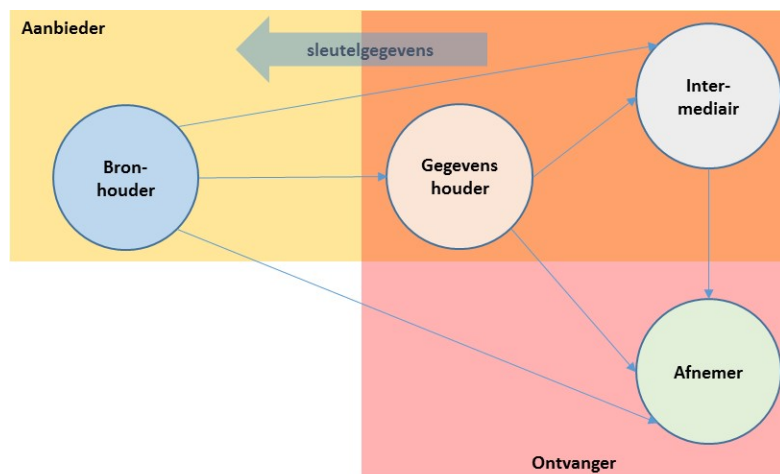 Aanbieder
sleutelgegevens
Inter-
mediair
Bron-
houder
Gegevens
houder
Afnemer
Ontvanger